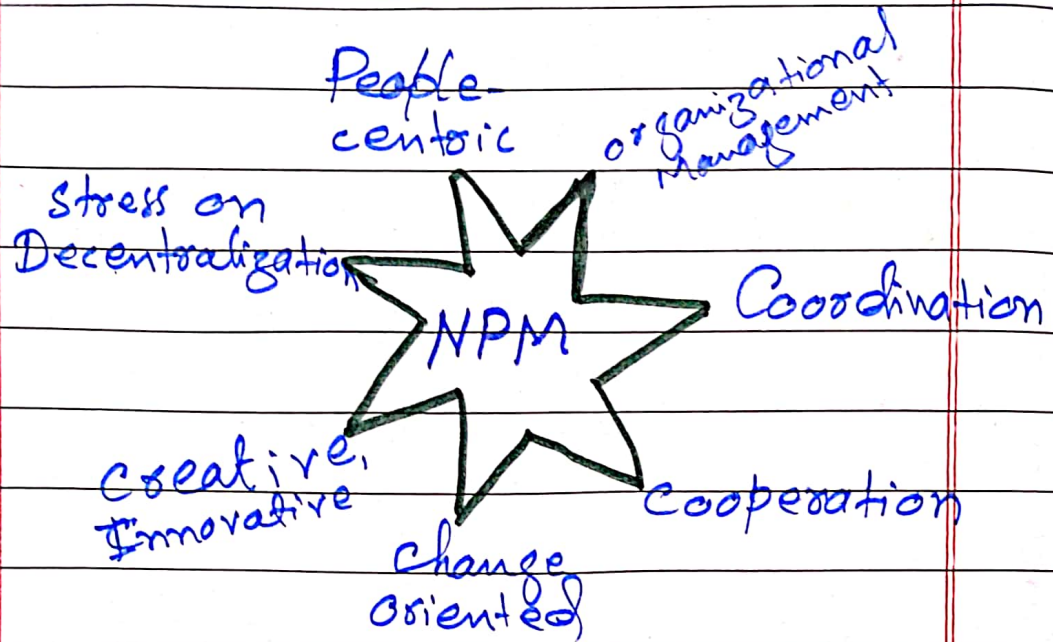 People-
centric
Organizational
Management
Stress on
Decentralization
Coordination
NPM
Creative,
Innovative
Cooperation
Change
Oriented